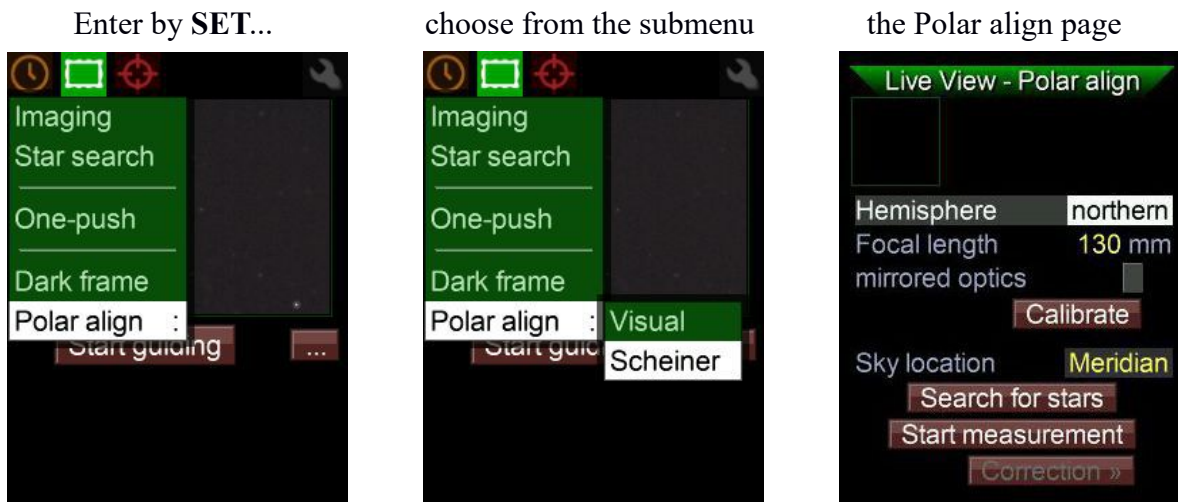 Enter by SET...
Imaging
Star search
One-push
Dark frame
Polar align :
Start guiding
...
choose from the submenu
Imaging
Star search
One-push
Dark frame
Polar align : Visual
Start guid
Scheiner
the Polar align page
Live View - Polar align
Hemisphere northern
Focal length 130 mm
mirrored optics
Calibrate
Sky location Meridian
Search for stars
Start measurement
Correction »